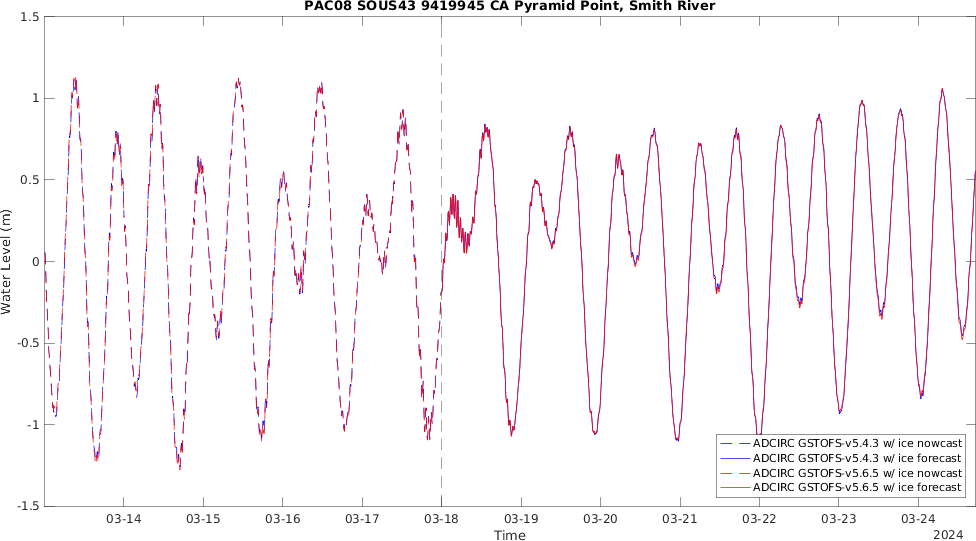 PAC08 SOUS43 9419945 CA Pyramid Point, Smith River
1.5
1
0.5
0
-0.5
-1
-1.5
Water Level (m)
03-14 03-15 03-16 03-17 03-18 03-19 03-20 03-21 03-22 03-23 03-24
Time
2024
ADCIRC GSTOFS-v5.4.3 w/ ice nowcast
ADCIRC GSTOFS-v5.4.3 w/ ice forecast
ADCIRC GSTOFS-v5.6.5 w/ ice nowcast
ADCIRC GSTOFS-v5.6.5 w/ ice forecast